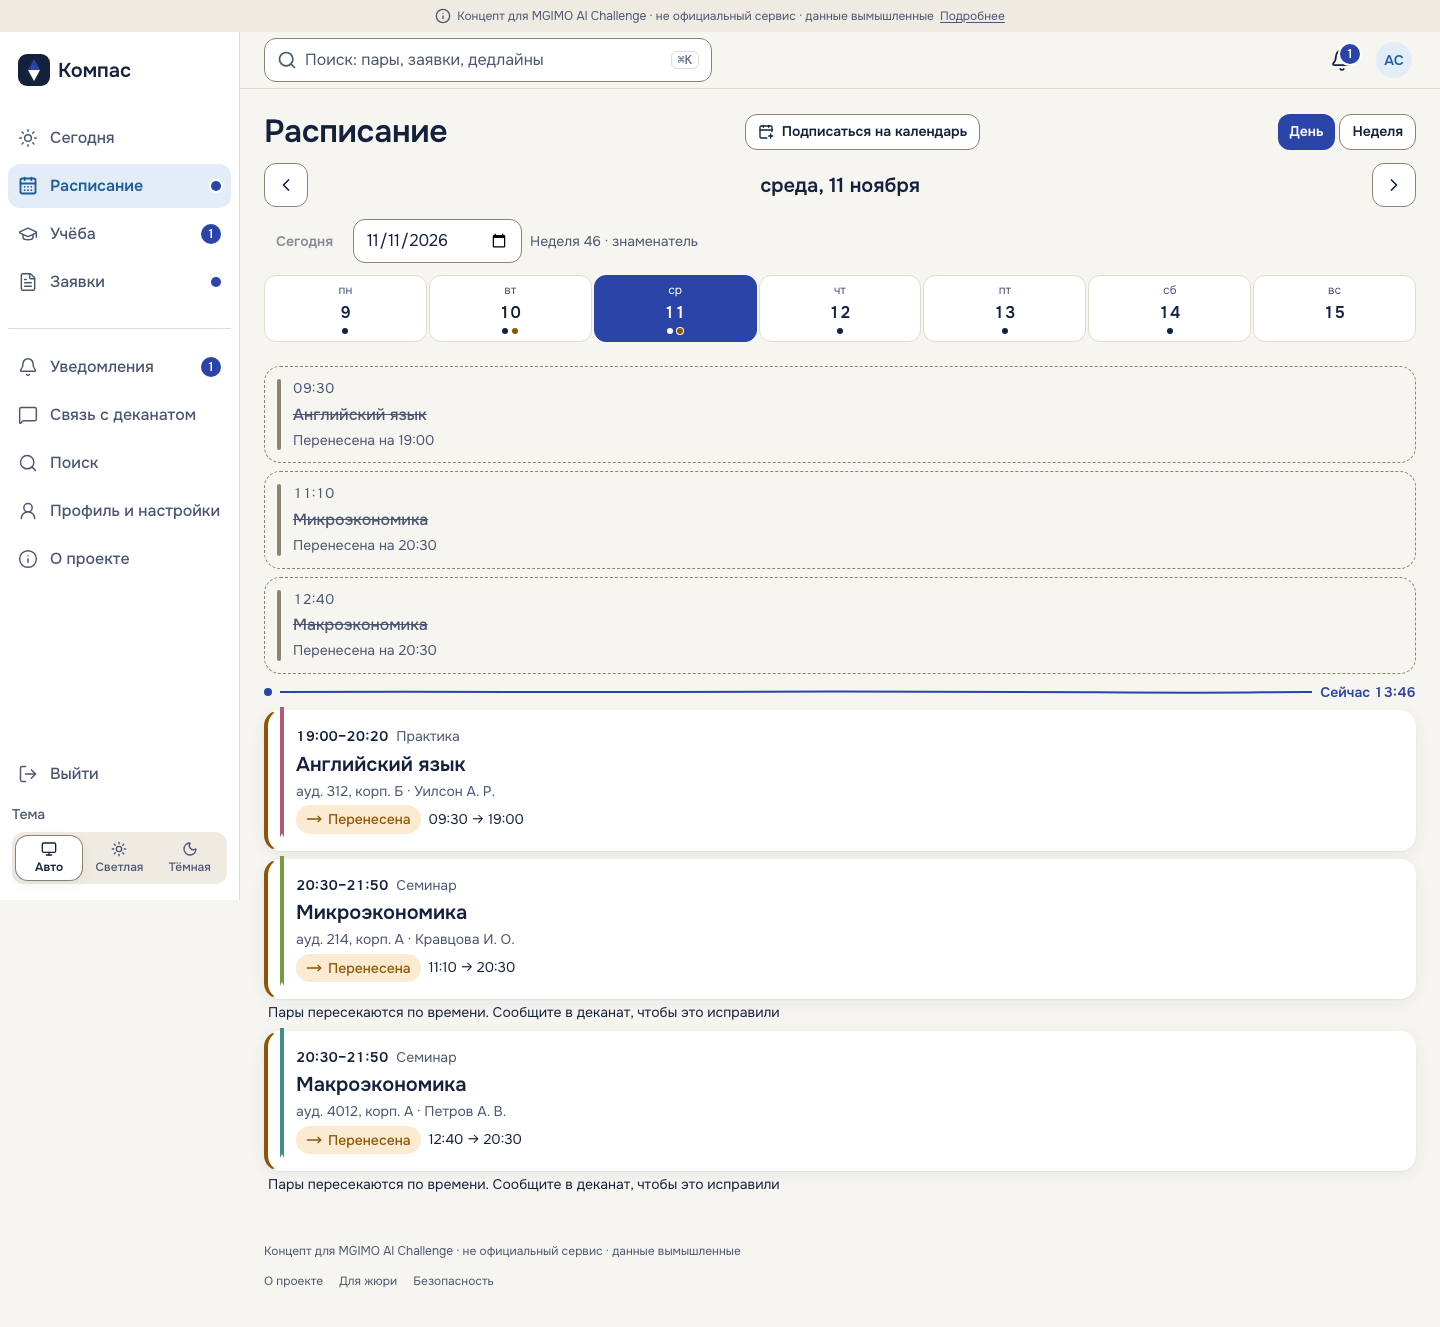 Концепт для MGIMO AI Challenge · не официальный сервис · данные вымышленные Подробнее
Компас
Поиск: пары, заявки, дедлайны
⌘K
1
АС
Сегодня
Расписание
Учёба
1
Заявки
Уведомления
1
Связь с деканатом
Поиск
Профиль и настройки
О проекте
Выйти
Тема
Авто
Светлая
Тёмная
Расписание
Подписаться на календарь
День
Неделя
среда, 11 ноября
Сегодня
11/11/2026
Неделя 46 · знаменатель
пн
9
вт
10
ср
11
чт
12
пт
13
сб
14
вс
15
09:30
Английский язык
Перенесена на 19:00
11:10
Микроэкономика
Перенесена на 20:30
12:40
Макроэкономика
Перенесена на 20:30
Сейчас 13:46
19:00–20:20 Практика
Английский язык
ауд. 312, корп. Б · Уилсон А. Р.
→ Перенесена 09:30 → 19:00
20:30–21:50 Семинар
Микроэкономика
ауд. 214, корп. А · Кравцова И. О.
→ Перенесена 11:10 → 20:30
Пары пересекаются по времени. Сообщите в деканат, чтобы это исправили
20:30–21:50 Семинар
Макроэкономика
ауд. 4012, корп. А · Петров А. В.
→ Перенесена 12:40 → 20:30
Пары пересекаются по времени. Сообщите в деканат, чтобы это исправили
Концепт для MGIMO AI Challenge · не официальный сервис · данные вымышленные
О проекте Для жюри Безопасность